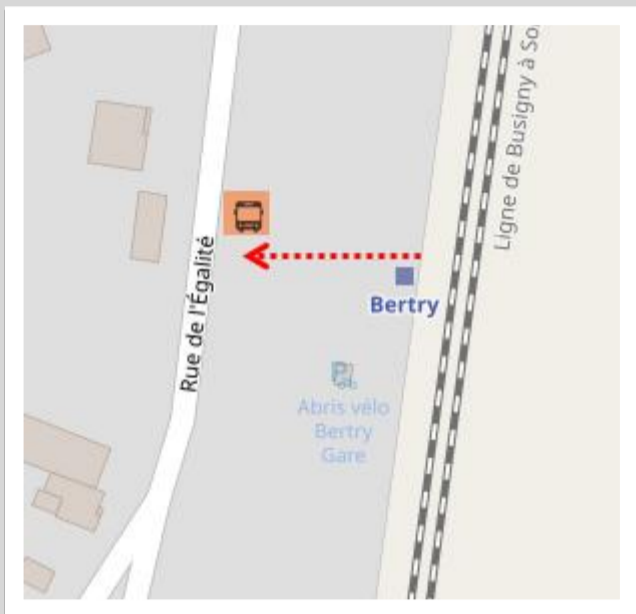 Ligne de Busigny à So
Rue de l'Égalité
Bertry
P
Abris vélo
Bertry
Gare